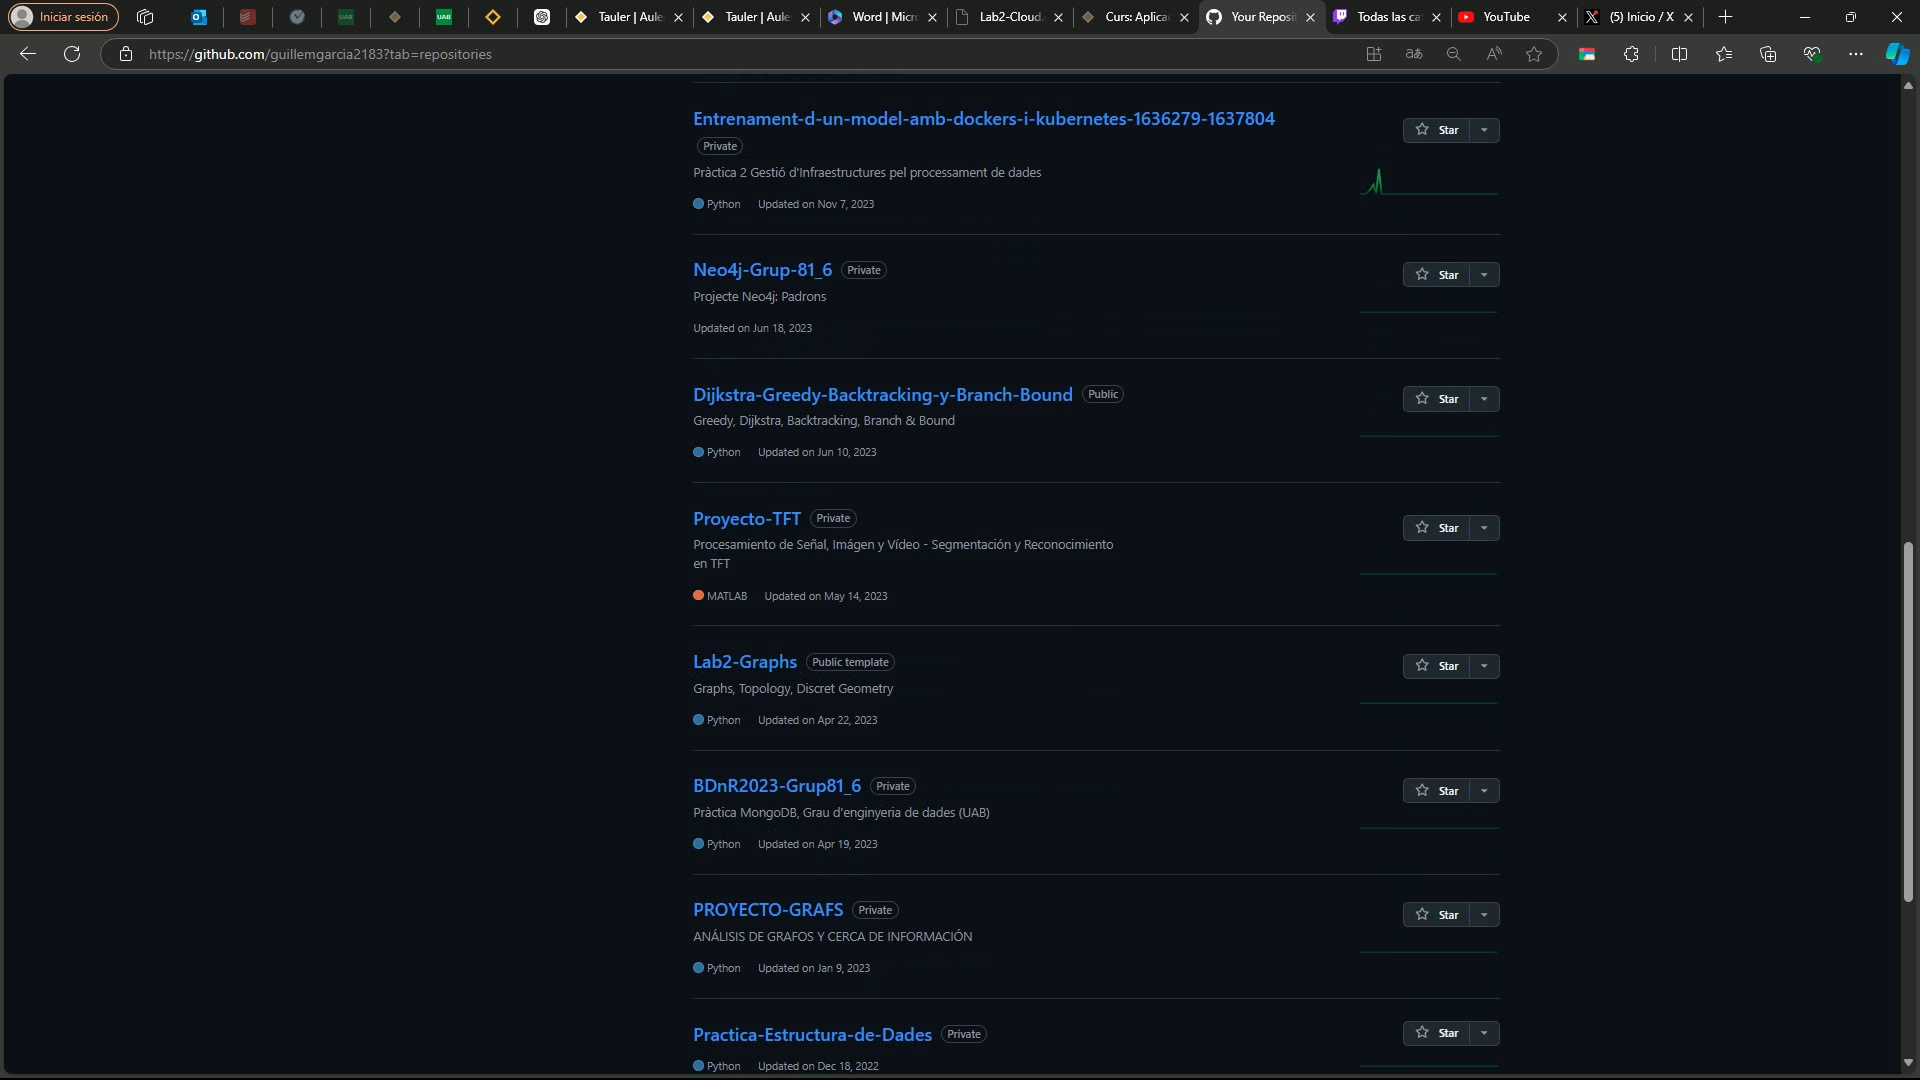 Iniciar sesión
UAB
UAB
Tauler | Aule
Tauler | Aule
Word | Micr
Lab2-Cloud
Curs: Aplica
Your Reposit
Todas las cat
YouTube
(5) Inicio / X
https://github.com/guillemgarcia2183?tab=repositories
Entrenament-d-un-model-amb-dockers-i-kubernetes-1636279-1637804
Star
Private
Pràctica 2 Gestió d'Infraestructures pel processament de dades
Python Updated on Nov 7, 2023
Neo4j-Grup-81_6 Private
Star
Projecte Neo4j: Padrons
Updated on Jun 18, 2023
Dijkstra-Greedy-Backtracking-y-Branch-Bound Public
Star
Greedy, Dijkstra, Backtracking, Branch & Bound
Python Updated on Jun 10, 2023
Proyecto-TFT Private
Star
Procesamiento de Señal, Imágen y Vídeo - Segmentación y Reconocimiento
en TFT
MATLAB Updated on May 14, 2023
Lab2-Graphs Public template
Star
Graphs, Topology, Discret Geometry
Python Updated on Apr 22, 2023
BDnR2023-Grup81_6 Private
Star
Pràctica MongoDB, Grau d'enginyeria de dades (UAB)
Python Updated on Apr 19, 2023
PROYECTO-GRAFS Private
Star
ANÁLISIS DE GRAFOS Y CERCA DE INFORMACIÓN
Python Updated on Jan 9, 2023
Practica-Estructura-de-Dades Private
Star
Python Updated on Dec 18, 2022